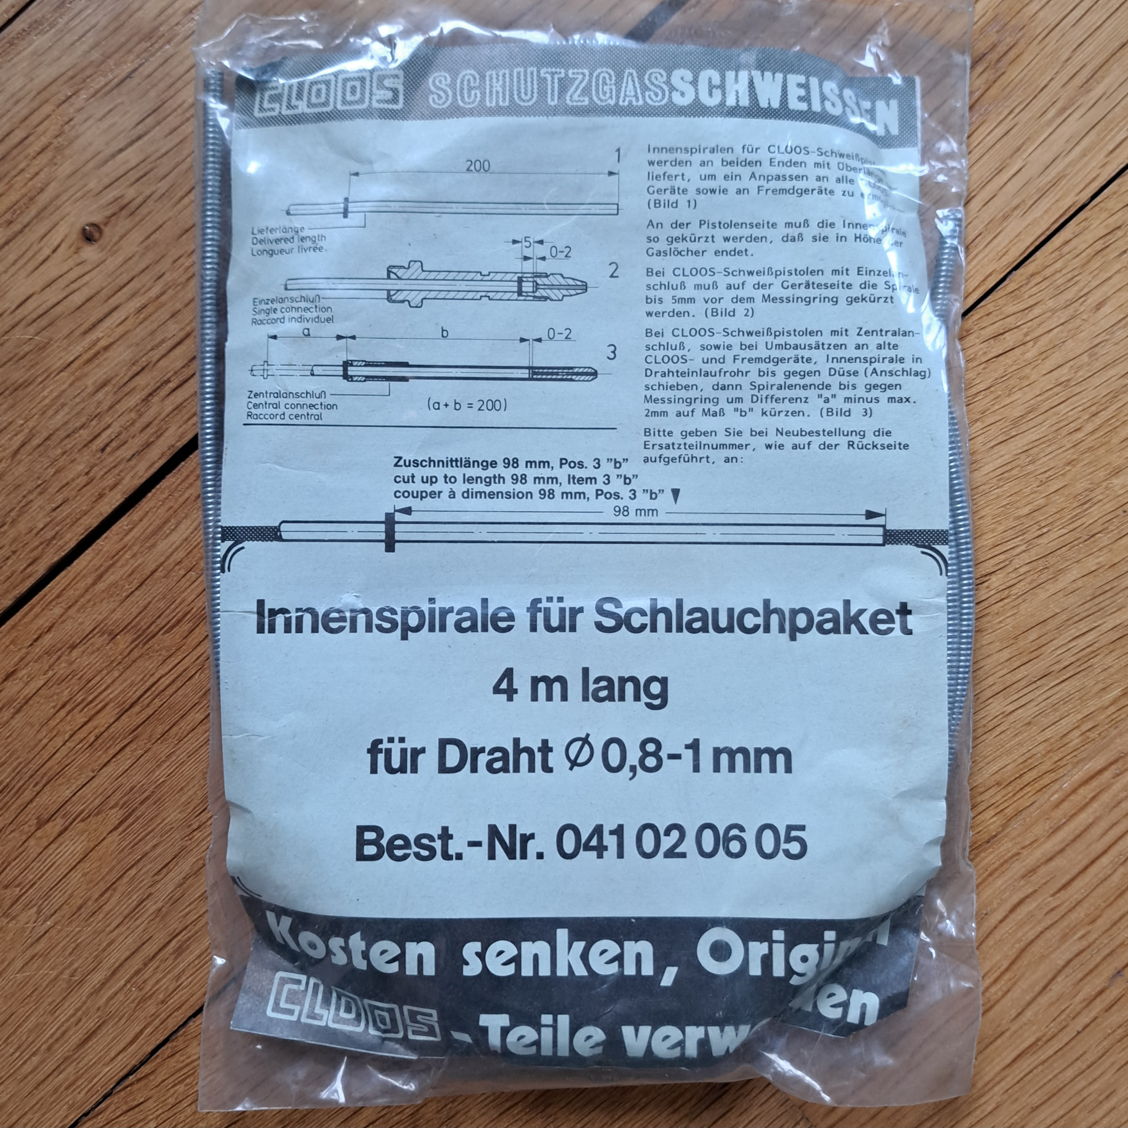 CLOOS SCHUTZGASSCHWEISSEN
200
1
Lieferlänge
Delivered length
Longueur livrée
5
0-2
2
Einzelanschluß
Single connection
Raccord individuel
a
b
0-2
3
Zentralanschluß
Central connection
Raccord central
(a+b = 200)
Innenspiralen für CLOOS-Schweißpis
werden an beiden Enden mit Überlän
liefert, um ein Anpassen an alle
Geräte sowie an Fremdgeräte zu
(Bild 1)
An der Pistolenseite muß die Innenspirale
so gekürzt werden, daß sie in Höhe der
Gaslöcher endet.
Bei CLOOS-Schweißpistolen mit Einzelan-
schluß muß auf der Geräteseite die Spirale
bis 5mm vor dem Messingring gekürzt
werden. (Bild 2)
Bei CLOOS-Schweißpistolen mit Zentralan-
schluß, sowie bei Umbausätzen an alte
CLOOS- und Fremdgeräte, Innenspirale in
Drahteinlaufrohr bis gegen Düse (Anschlag)
schieben, dann Spiralenende bis gegen
Messingring um Differenz "a" minus max.
2mm auf Maß "b" kürzen. (Bild 3)
Bitte geben Sie bei Neubestellung die
Ersatzteilnummer, wie auf der Rückseite
aufgeführt, an:
Zuschnittlänge 98 mm, Pos. 3 "b"
cut up to length 98 mm, Item 3 "b"
couper à dimension 98 mm, Pos. 3 "b"
98 mm
Innenspirale für Schlauchpaket
4 m lang
für Draht Ø 0,8-1 mm
Best.-Nr. 041 02 06 05
Kosten senken, Original
CLOOS-Teile verw den